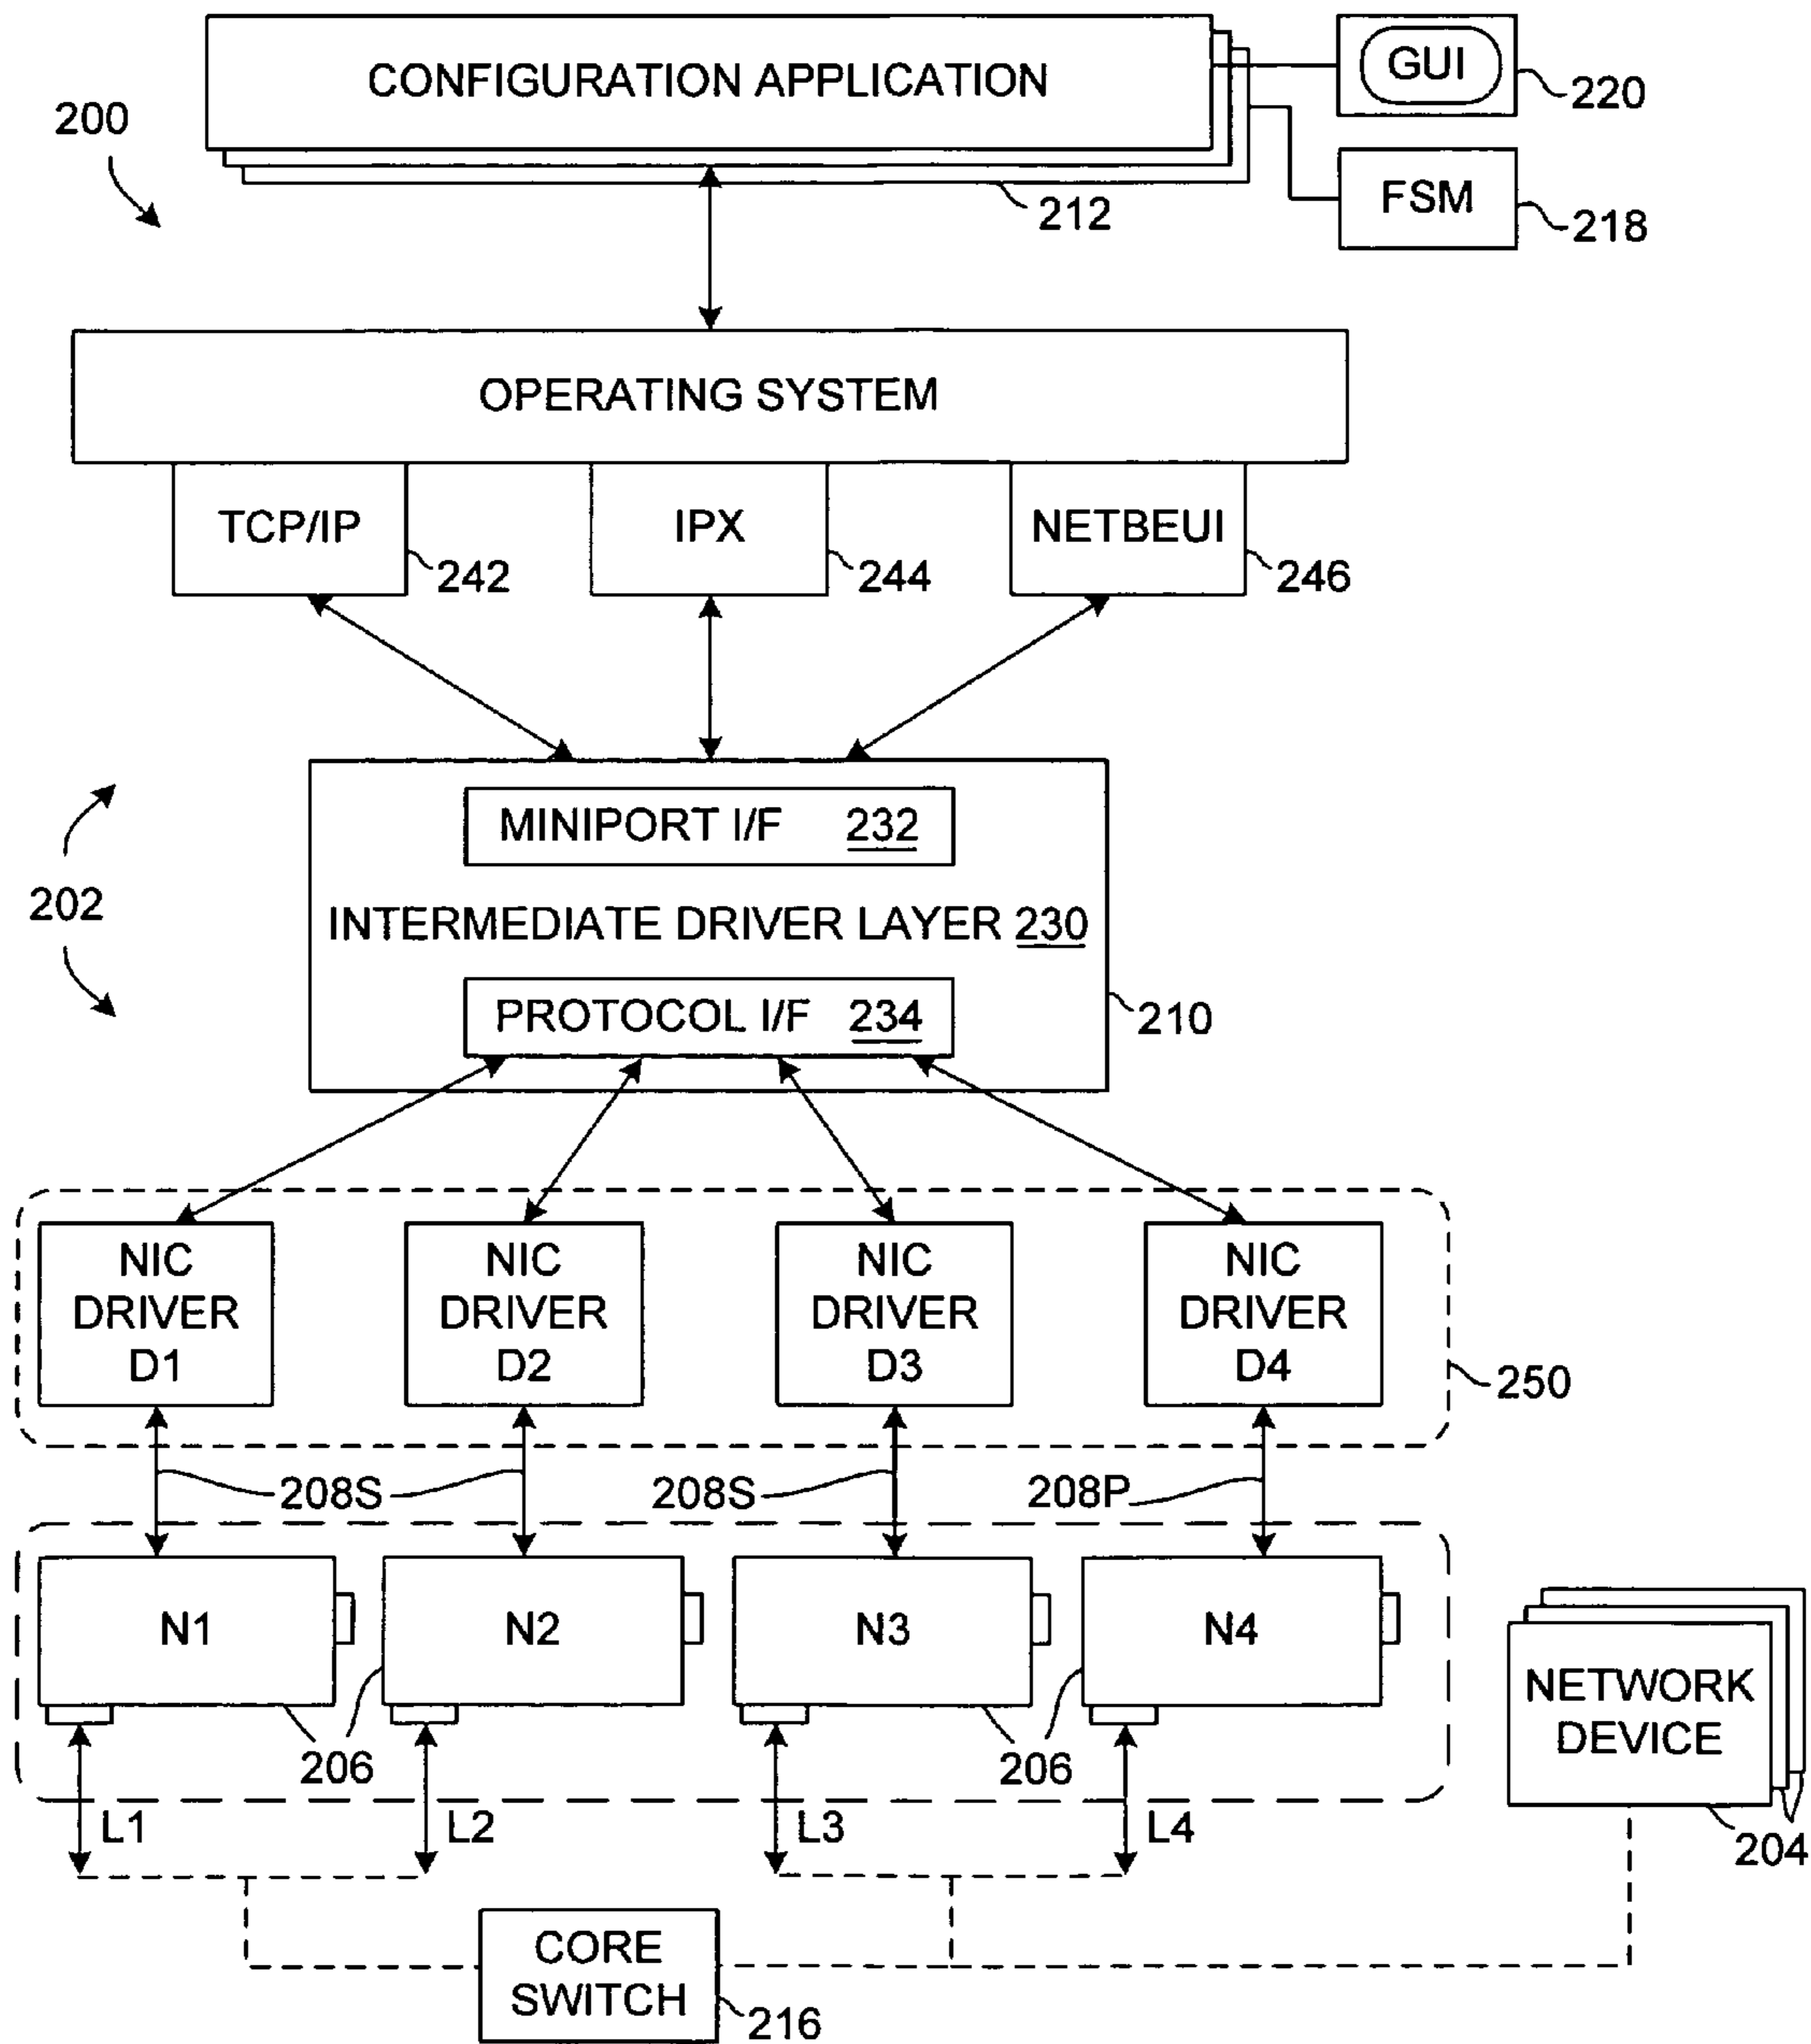 CONFIGURATION APPLICATION
GUI
220
200
212
FSM
218
OPERATING SYSTEM
TCP/IP
242
IPX
244
NETBEUI
246
MINIPORT I/F 232
202
INTERMEDIATE DRIVER LAYER 230
PROTOCOL I/F 234
210
NIC
DRIVER
D1
NIC
DRIVER
D2
NIC
DRIVER
D3
NIC
DRIVER
D4
250
208S
208S
208P
N1
N2
N3
N4
206
206
NETWORK
DEVICE
204
L1
L2
L3
L4
CORE
SWITCH
216